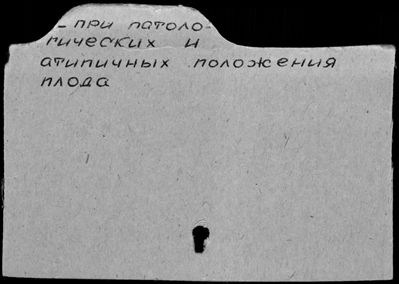 - при патоло-
гических и
атипичных положения
плода